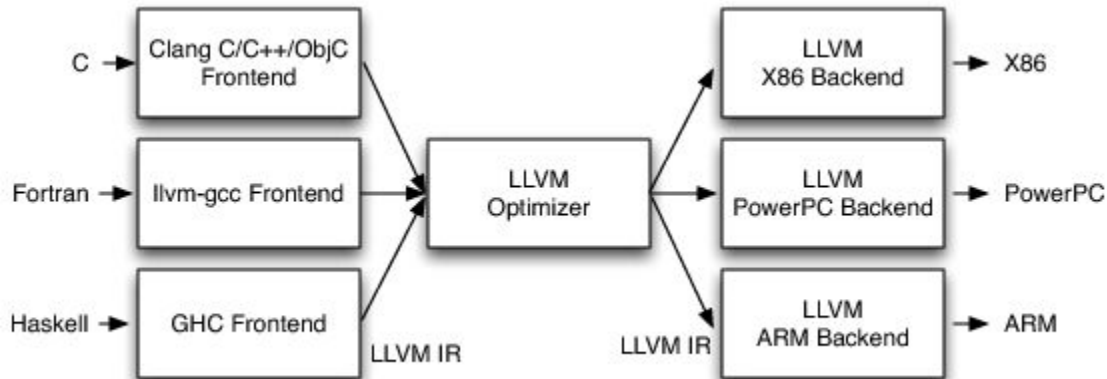 C
Clang C/C++/ObjC
Frontend
LLVM
X86 Backend
X86
Fortran
llvm-gcc Frontend
LLVM
Optimizer
LLVM
PowerPC Backend
PowerPC
Haskell
GHC Frontend
LLVM IR
LLVM IR
LLVM
ARM Backend
ARM